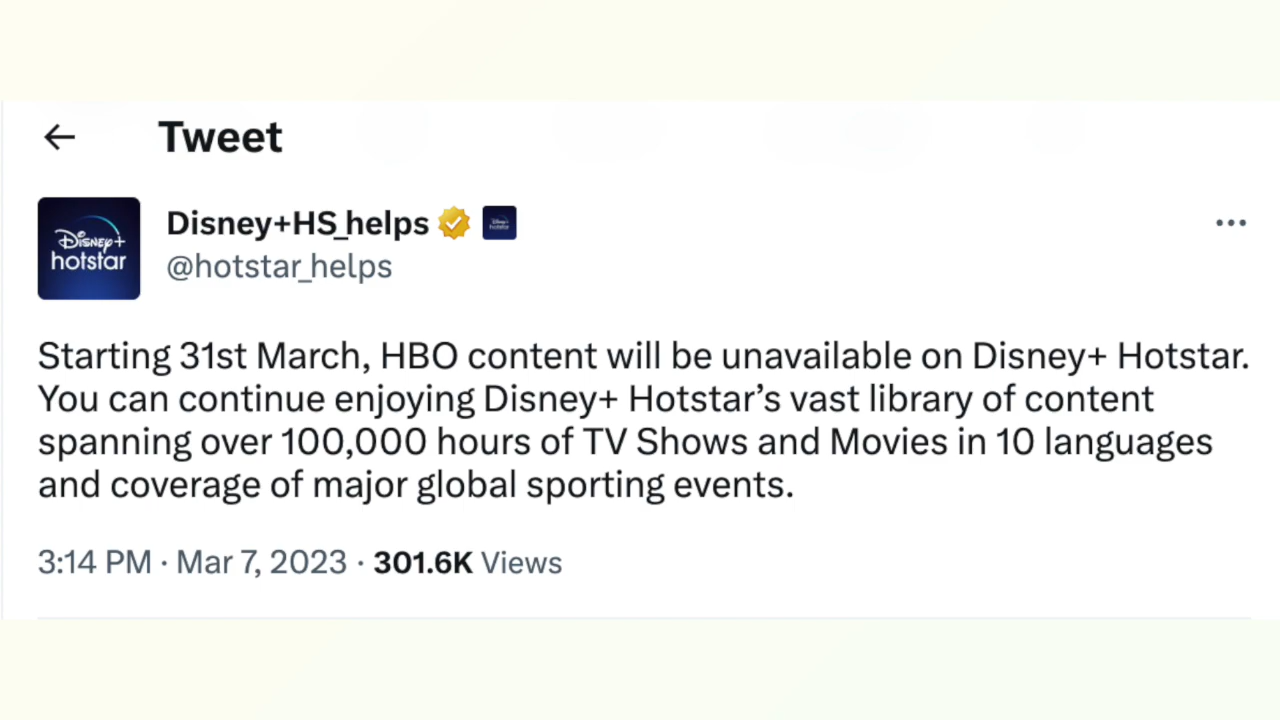 ← Tweet
Disney+
hotstar
Disney+HS_helps
@hotstar_helps
Starting 31st March, HBO content will be unavailable on Disney+ Hotstar.
You can continue enjoying Disney+ Hotstar’s vast library of content
spanning over 100,000 hours of TV Shows and Movies in 10 languages
and coverage of major global sporting events.
3:14 PM · Mar 7, 2023 · 301.6K Views